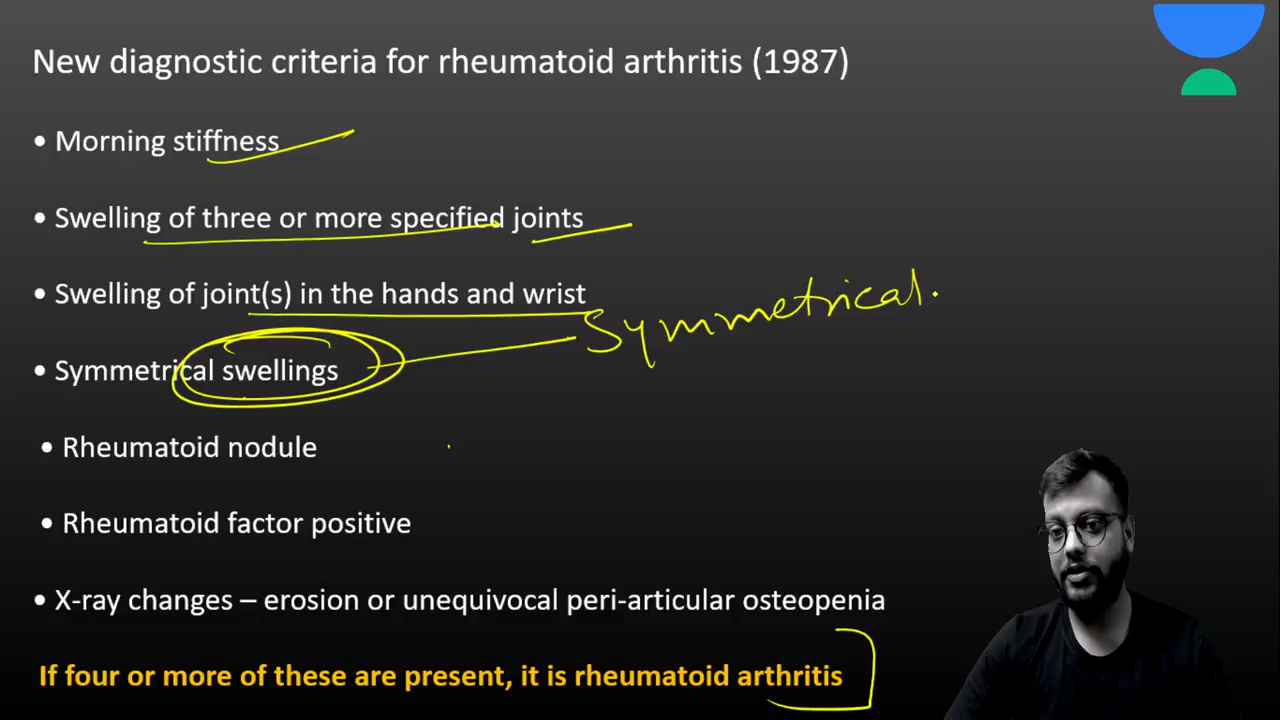 New diagnostic criteria for rheumatoid arthritis (1987)
• Morning stiffness
• Swelling of three or more specified joints
• Swelling of joint(s) in the hands and wrist
Symmetrical.
• Symmetrical swellings
• Rheumatoid nodule
• Rheumatoid factor positive
• X-ray changes – erosion or unequivocal peri-articular osteopenia
If four or more of these are present, it is rheumatoid arthritis